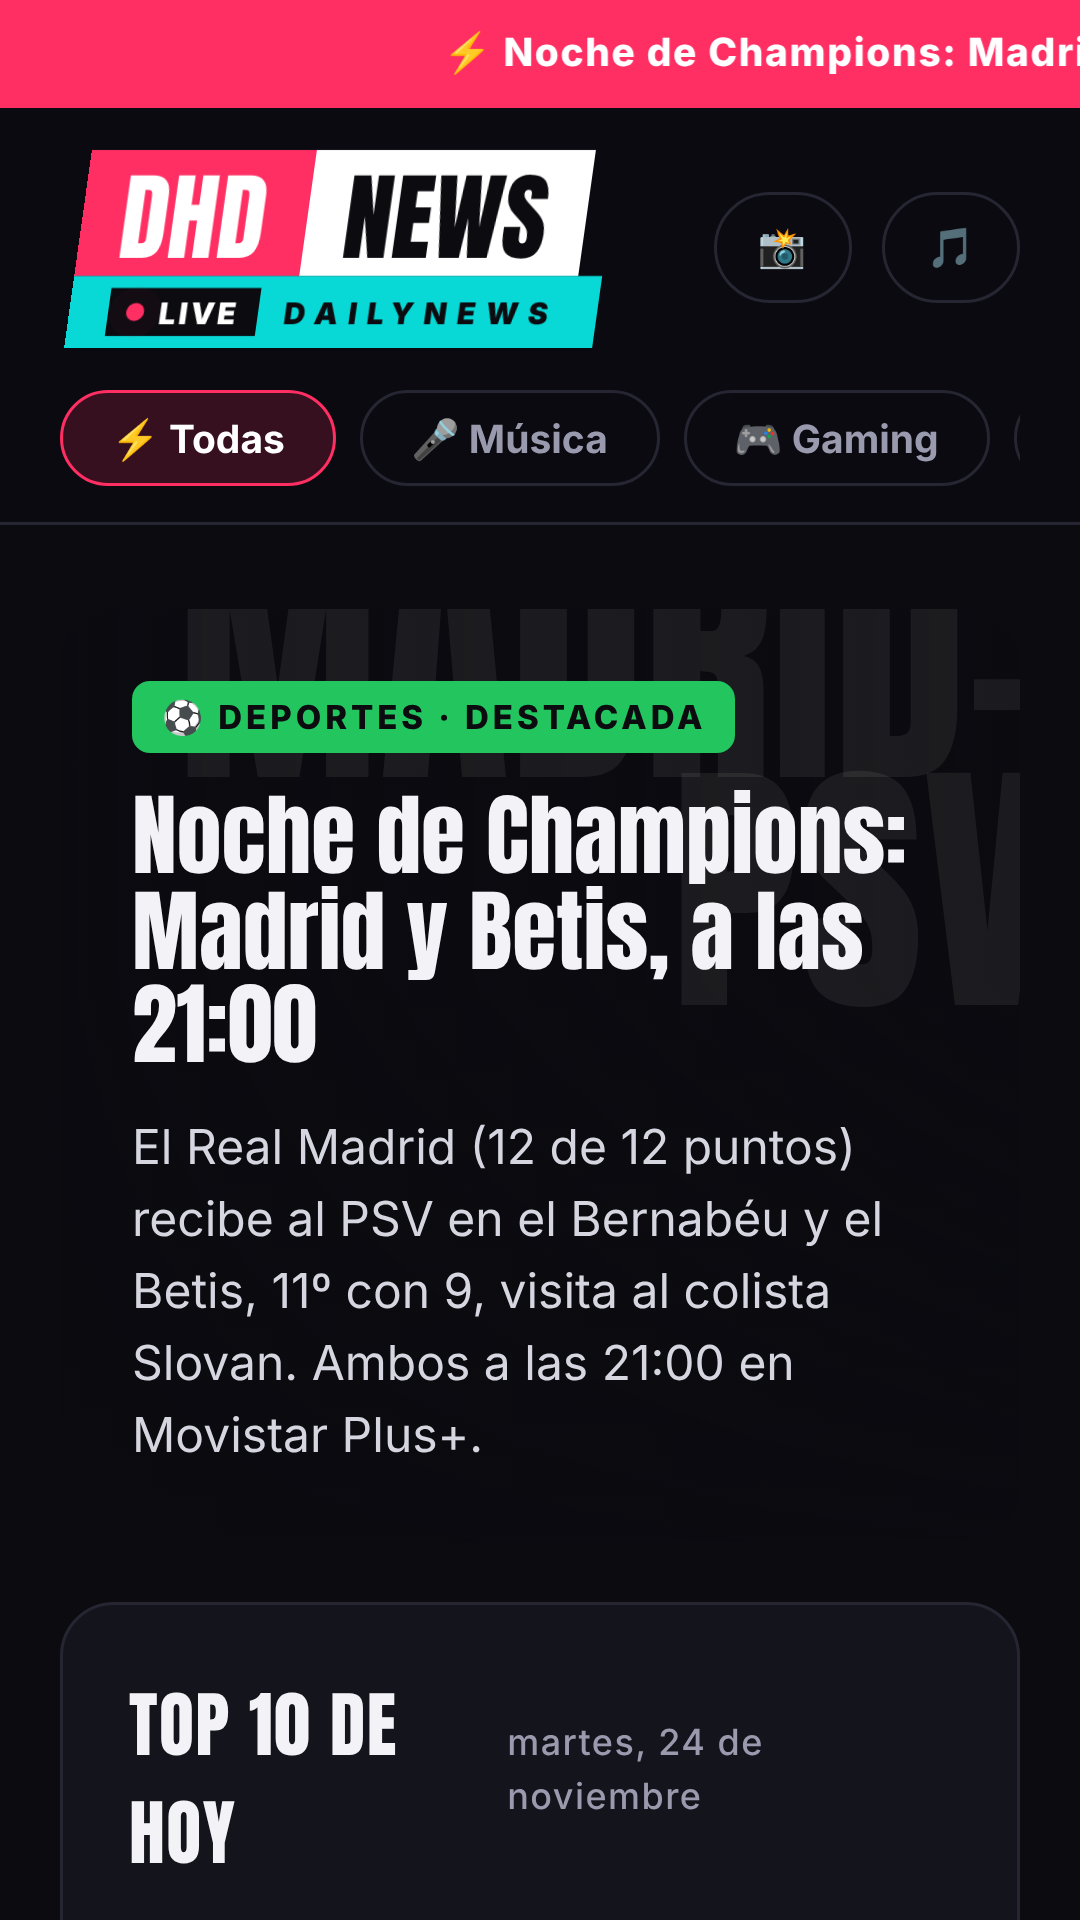 ⚡ Noche de Champions: Madri
DHD NEWS
LIVE DAILYNEWS
⚡ Todas 🎤 Música 🎮 Gaming
MADRID-
PSV
⚽ DEPORTES · DESTACADA
Noche de Champions:
Madrid y Betis, a las
21:00
El Real Madrid (12 de 12 puntos)
recibe al PSV en el Bernabéu y el
Betis, 11º con 9, visita al colista
Slovan. Ambos a las 21:00 en
Movistar Plus+.
TOP 10 DE
HOY
martes, 24 de
noviembre